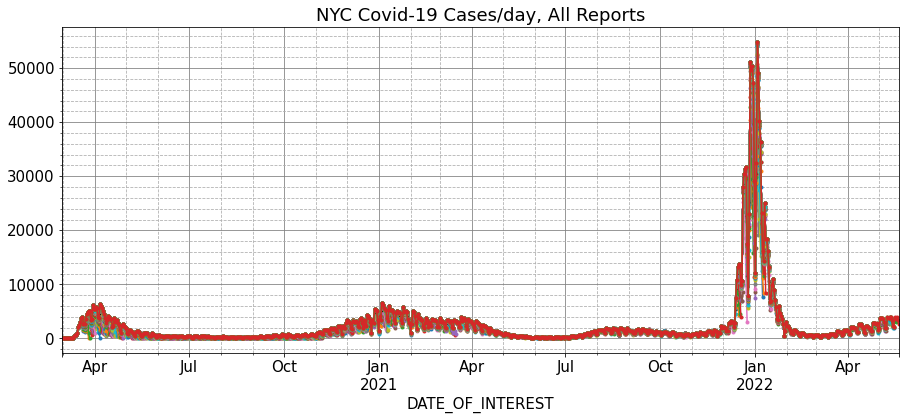 NYC Covid-19 Cases/day, All Reports
50000
40000
30000
20000
10000
0
Apr Jul Oct Jan Apr Jul Oct Jan Apr
2021 2022
DATE_OF_INTEREST